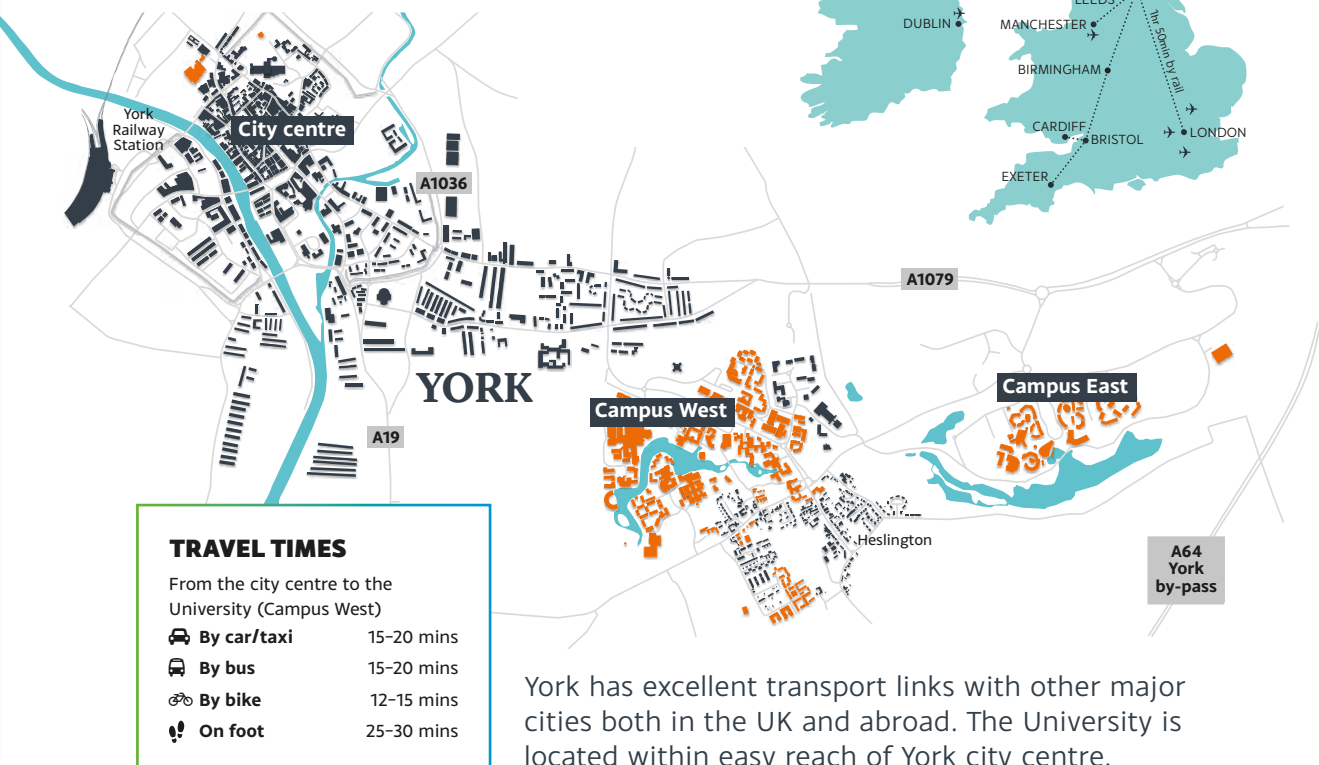 LEEDS
DUBLIN
MANCHESTER
1hr 50min by rail
BIRMINGHAM
CARDIFF
BRISTOL
LONDON
EXETER
York
Railway
Station
City centre
A1036
A1079
YORK
Campus West
Campus East
A19
Heslington
A64
York
by-pass
TRAVEL TIMES
From the city centre to the
University (Campus West)
By car/taxi 15-20 mins
By bus 15-20 mins
By bike 12-15 mins
On foot 25-30 mins
York has excellent transport links with other major
cities both in the UK and abroad. The University is
located within easy reach of York city centre.